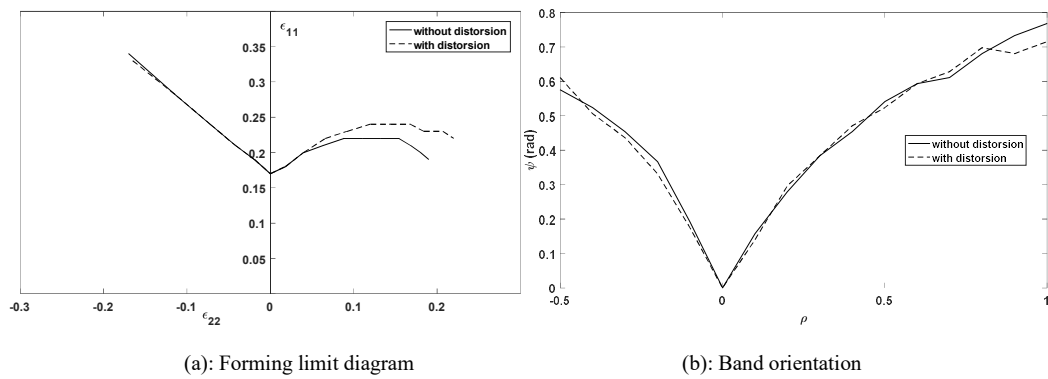 ϵ11
without distorsion
with distorsion
0.35
0.3
0.25
0.2
0.15
0.1
0.05
-0.3 -0.2 -0.1 0 0.1 0.2
ϵ22
(a): Forming limit diagram
0.8
0.7
0.6
0.5
0.4
0.3
0.2
0.1
0
ψ (rad)
without distorsion
with distorsion
-0.5 0 0.5 1
ρ
(b): Band orientation